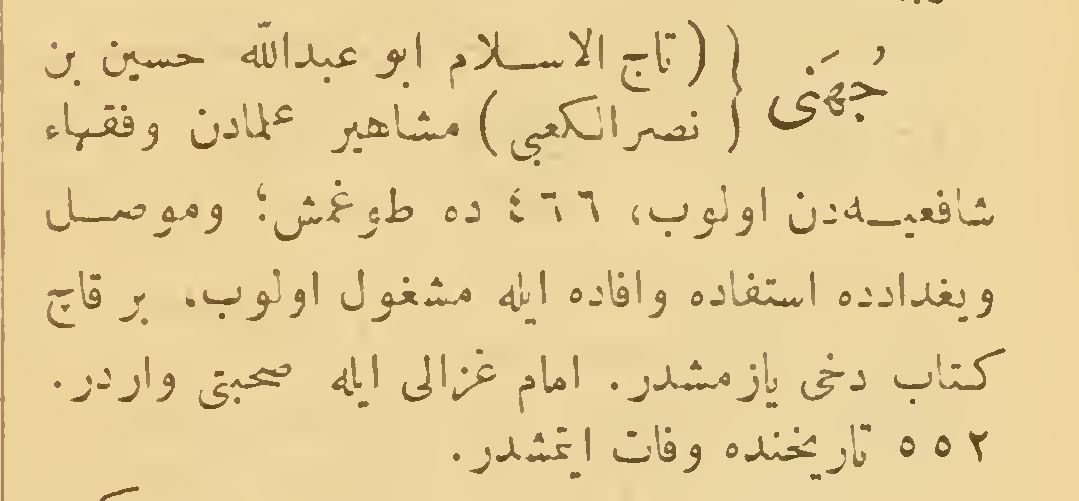 جُهَنی { (تاج الاسلام ابو عبدالله حسین بن
نصرالکعبی) مشاهیر علمادن وفقهاء
شافعیه‌دن اولوب، ٤٦٦ ده طوغمش؛ وموصل
وبغدادده استفاده وافاده ایله مشغول اولوب، بر قاچ
کتاب دخی یازمشدر. امام غزالی ایله صحبتی واردر.
٥٥٢ تاریخنده وفات ایتمشدر.